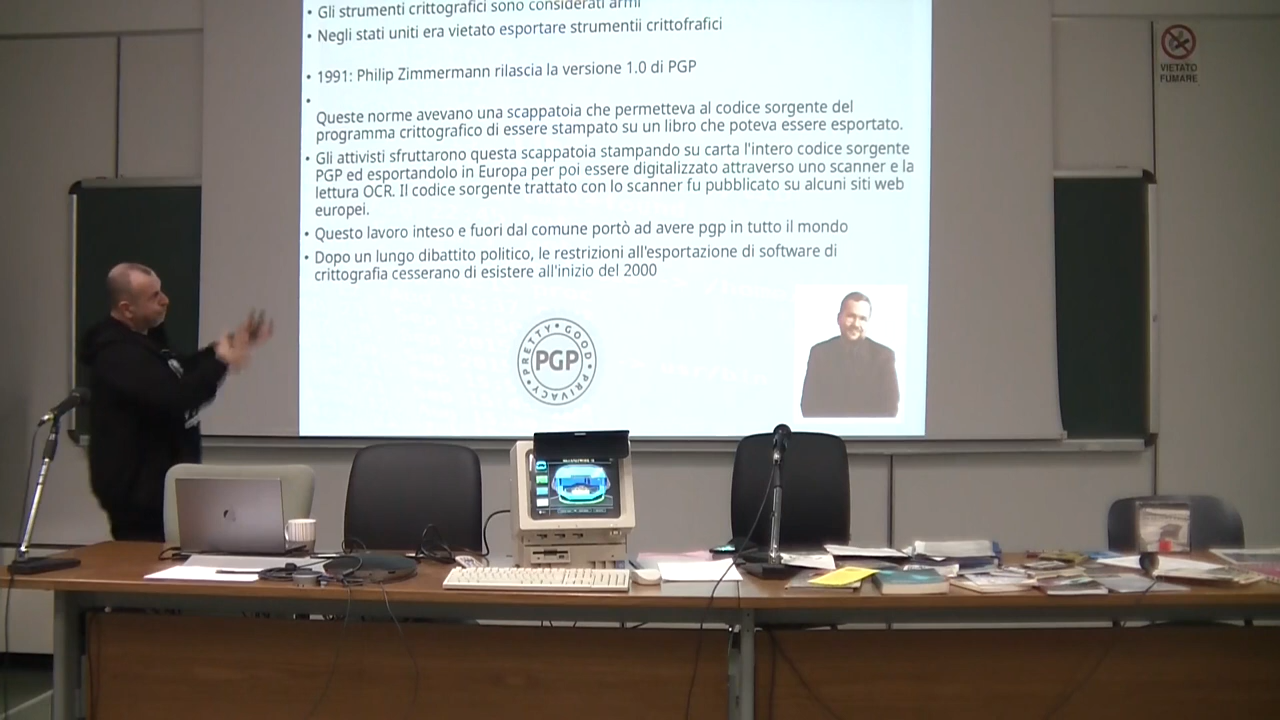 Gli strumenti crittografici sono considerati armi
Negli stati uniti era vietato esportare strumentii crittofrafici
1991: Philip Zimmermann rilascia la versione 1.0 di PGP
Queste norme avevano una scappatoia che permetteva al codice sorgente del
programma crittografico di essere stampato su un libro che poteva essere esportato.
Gli attivisti sfruttarono questa scappatoia stampando su carta l'intero codice sorgente
PGP ed esportandolo in Europa per poi essere digitalizzato attraverso uno scanner e la
lettura OCR. Il codice sorgente trattato con lo scanner fu pubblicato su alcuni siti web
europei.
Questo lavoro inteso e fuori dal comune portò ad avere pgp in tutto il mondo
Dopo un lungo dibattito politico, le restrizioni all'esportazione di software di
crittografia cesserano di esistere all'inizio del 2000
PRETTY GOOD PRIVACY
PGP
VIETATO
FUMARE